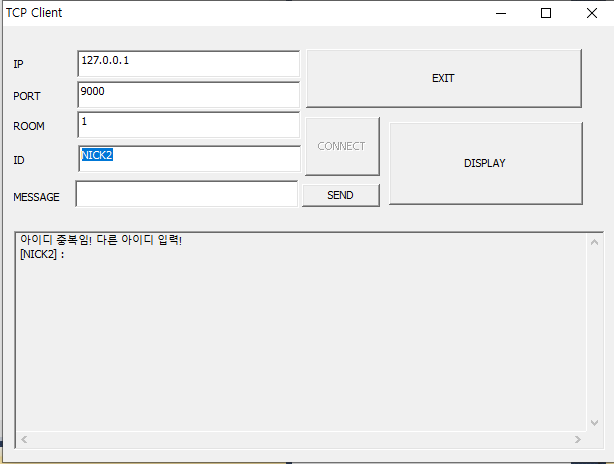 TCP Client
IP
127.0.0.1
EXIT
PORT
9000
ROOM
1
CONNECT
DISPLAY
ID
NICK2
MESSAGE
SEND
아이디 중복임! 다른 아이디 입력!
[NICK2] :